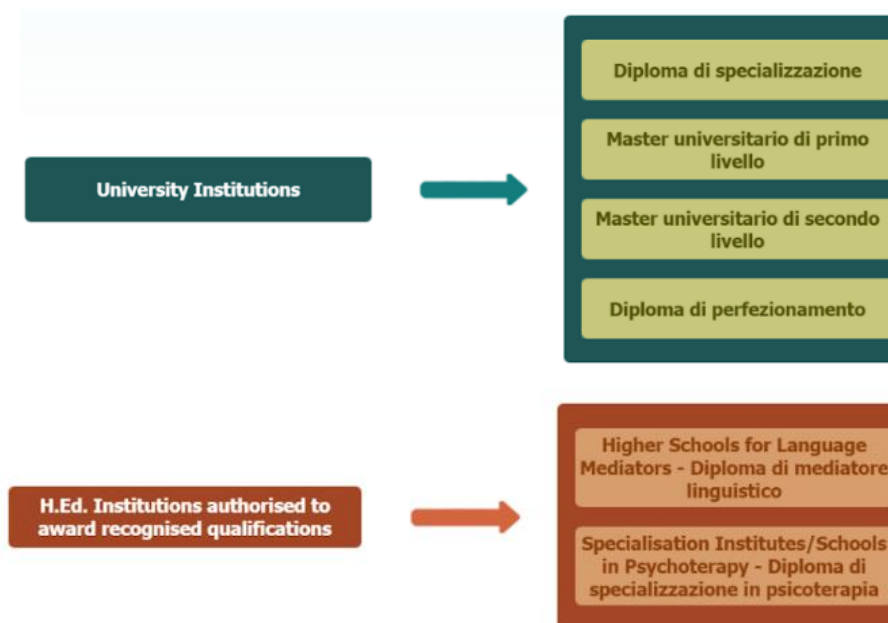 University Institutions
Diploma di specializzazione
Master universitario di primo
livello
Master universitario di secondo
livello
Diploma di perfezionamento
H.Ed. Institutions authorised to
award recognised qualifications
Higher Schools for Language
Mediators - Diploma di mediatore
linguistico
Specialisation Institutes/Schools
in Psychoterapy - Diploma di
specializzazione in psicoterapia